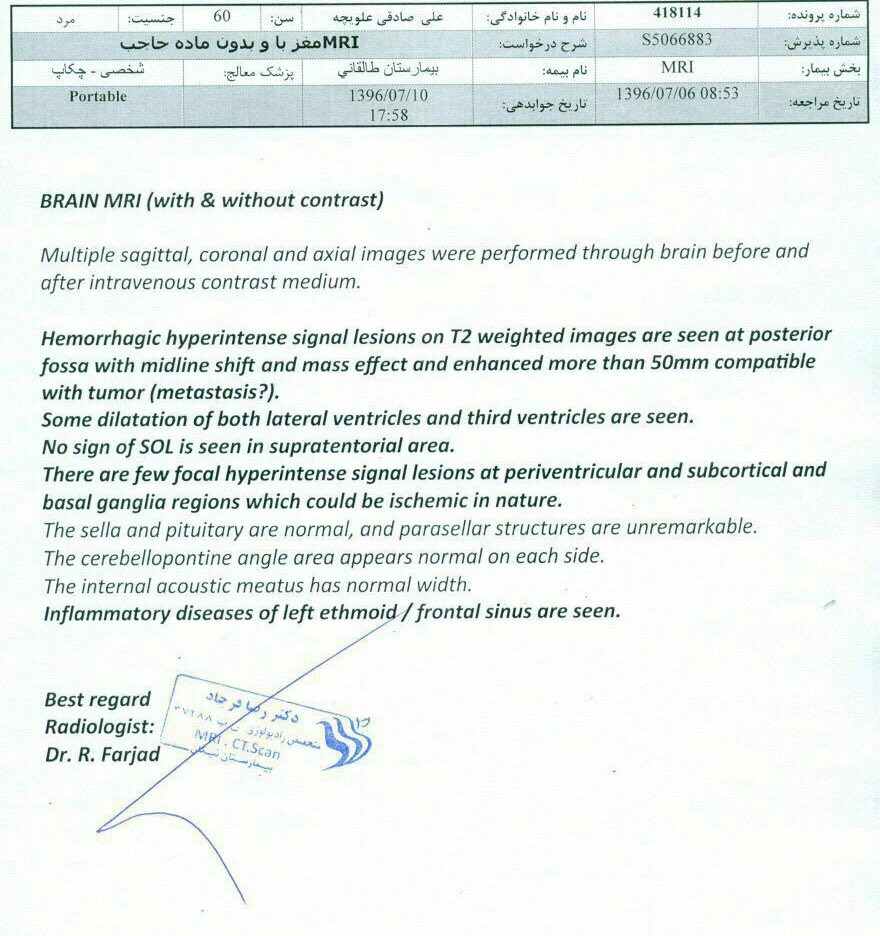 شماره پرونده: 418114 نام و نام خانوادگی: علی صادقی علویچه سن: 60 جنسیت: مرد
شماره پذیرش: S5066883 شرح درخواست: MRIمغز با و بدون ماده حاجب
بخش بیمار: MRI نام بیمه: بیمارستان طالقاني پزشک معالج: شخصی - چکاپ
تاریخ مراجعه: 1396/07/06 08:53 تاریخ جوابدهی: 1396/07/10 Portable
17:58
BRAIN MRI (with & without contrast)
Multiple sagittal, coronal and axial images were performed through brain before and
after intravenous contrast medium.
Hemorrhagic hyperintense signal lesions on T2 weighted images are seen at posterior
fossa with midline shift and mass effect and enhanced more than 50mm compatible
with tumor (metastasis?).
Some dilatation of both lateral ventricles and third ventricles are seen.
No sign of SOL is seen in supratentorial area.
There are few focal hyperintense signal lesions at periventricular and subcortical and
basal ganglia regions which could be ischemic in nature.
The sella and pituitary are normal, and parasellar structures are unremarkable.
The cerebellopontine angle area appears normal on each side.
The internal acoustic meatus has normal width.
Inflammatory diseases of left ethmoid / frontal sinus are seen.
Best regard
Radiologist:
Dr. R. Farjad
دکتر رضا فرجاد
متخصص رادیولوژی
MRI . CT.Scan
بیمارستان